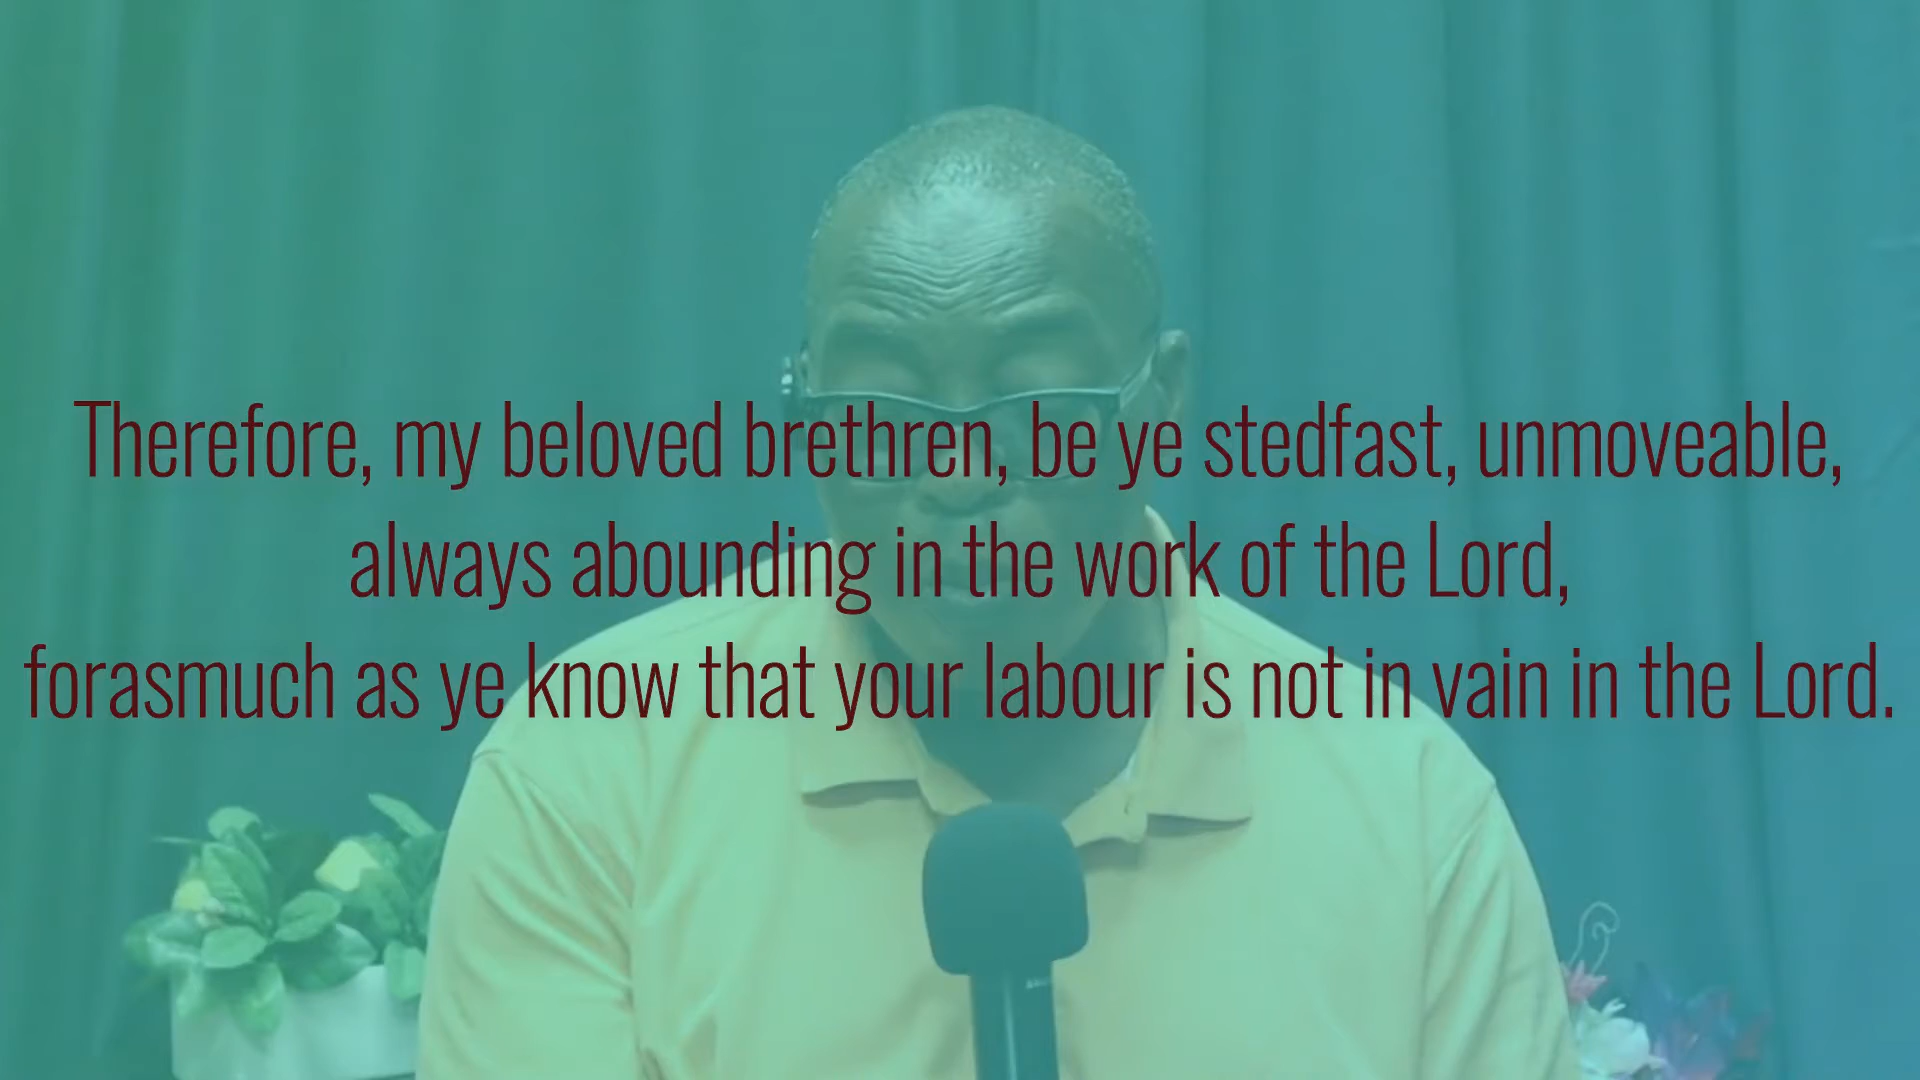 Therefore, my beloved brethren, be ye stedfast, unmoveable,
always abounding in the work of the Lord,
forasmuch as ye know that your labour is not in vain in the Lord.